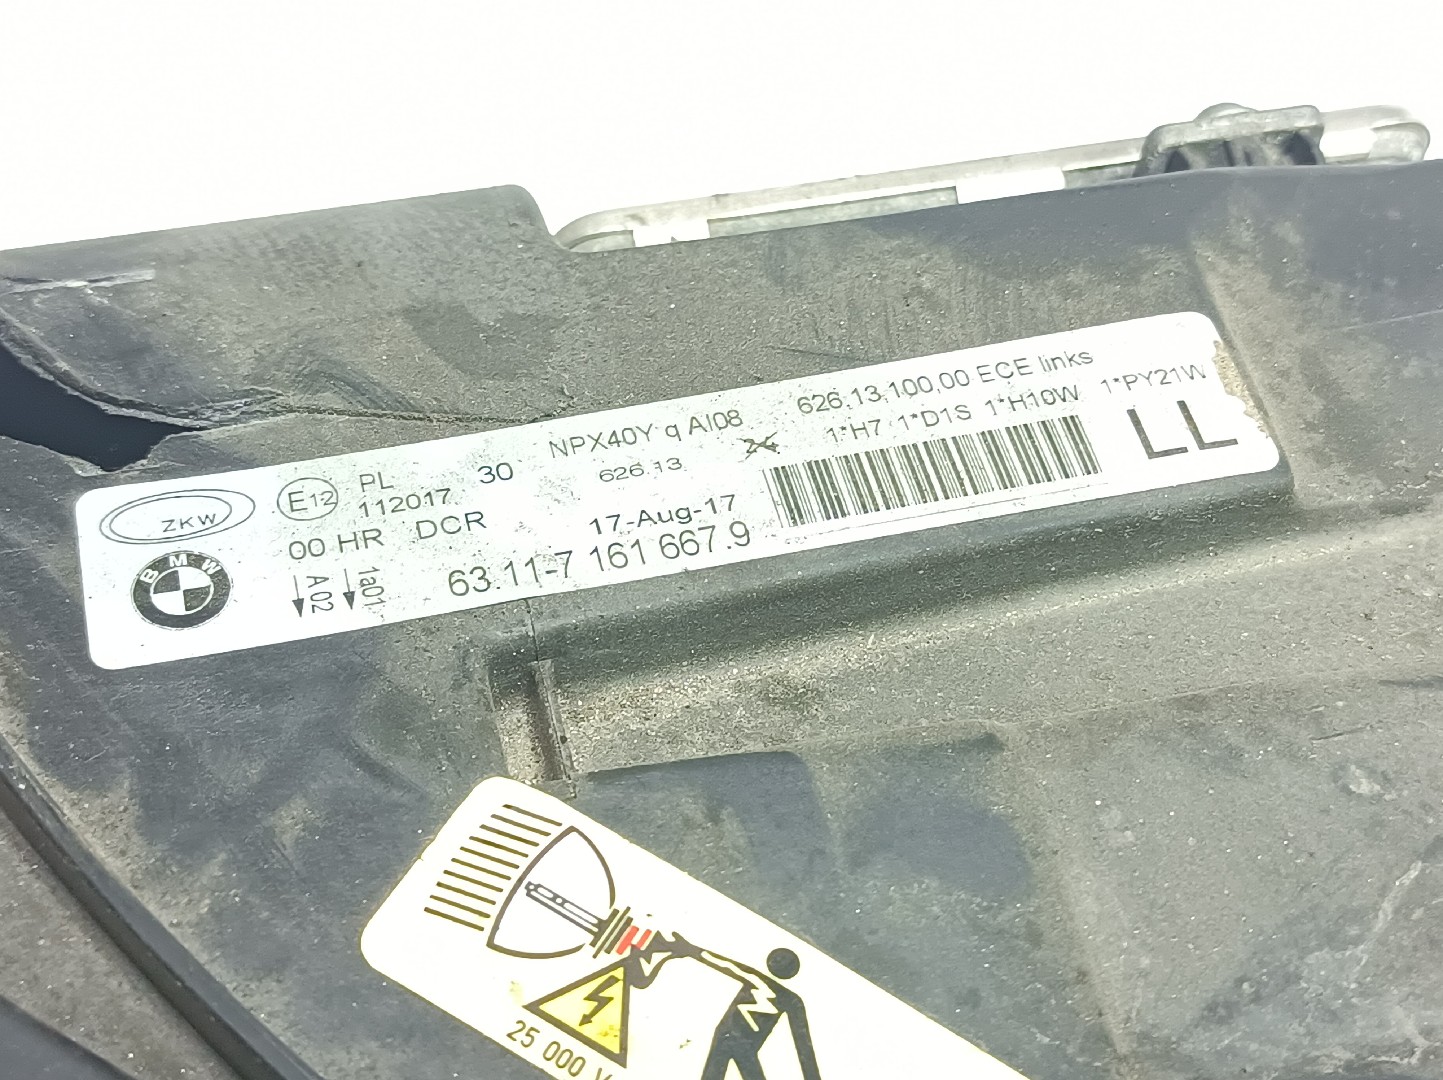 NPX40Y q AI08 626.13.100.00 ECE links
ZKW E12 PL 30 626.13 1*H7 1*D1S 1*H10W 1*PY21W
112017
00 HR DCR 17-Aug-17 LL
BMW A02 1a01 63.11-7 161 667.9
25 000 V